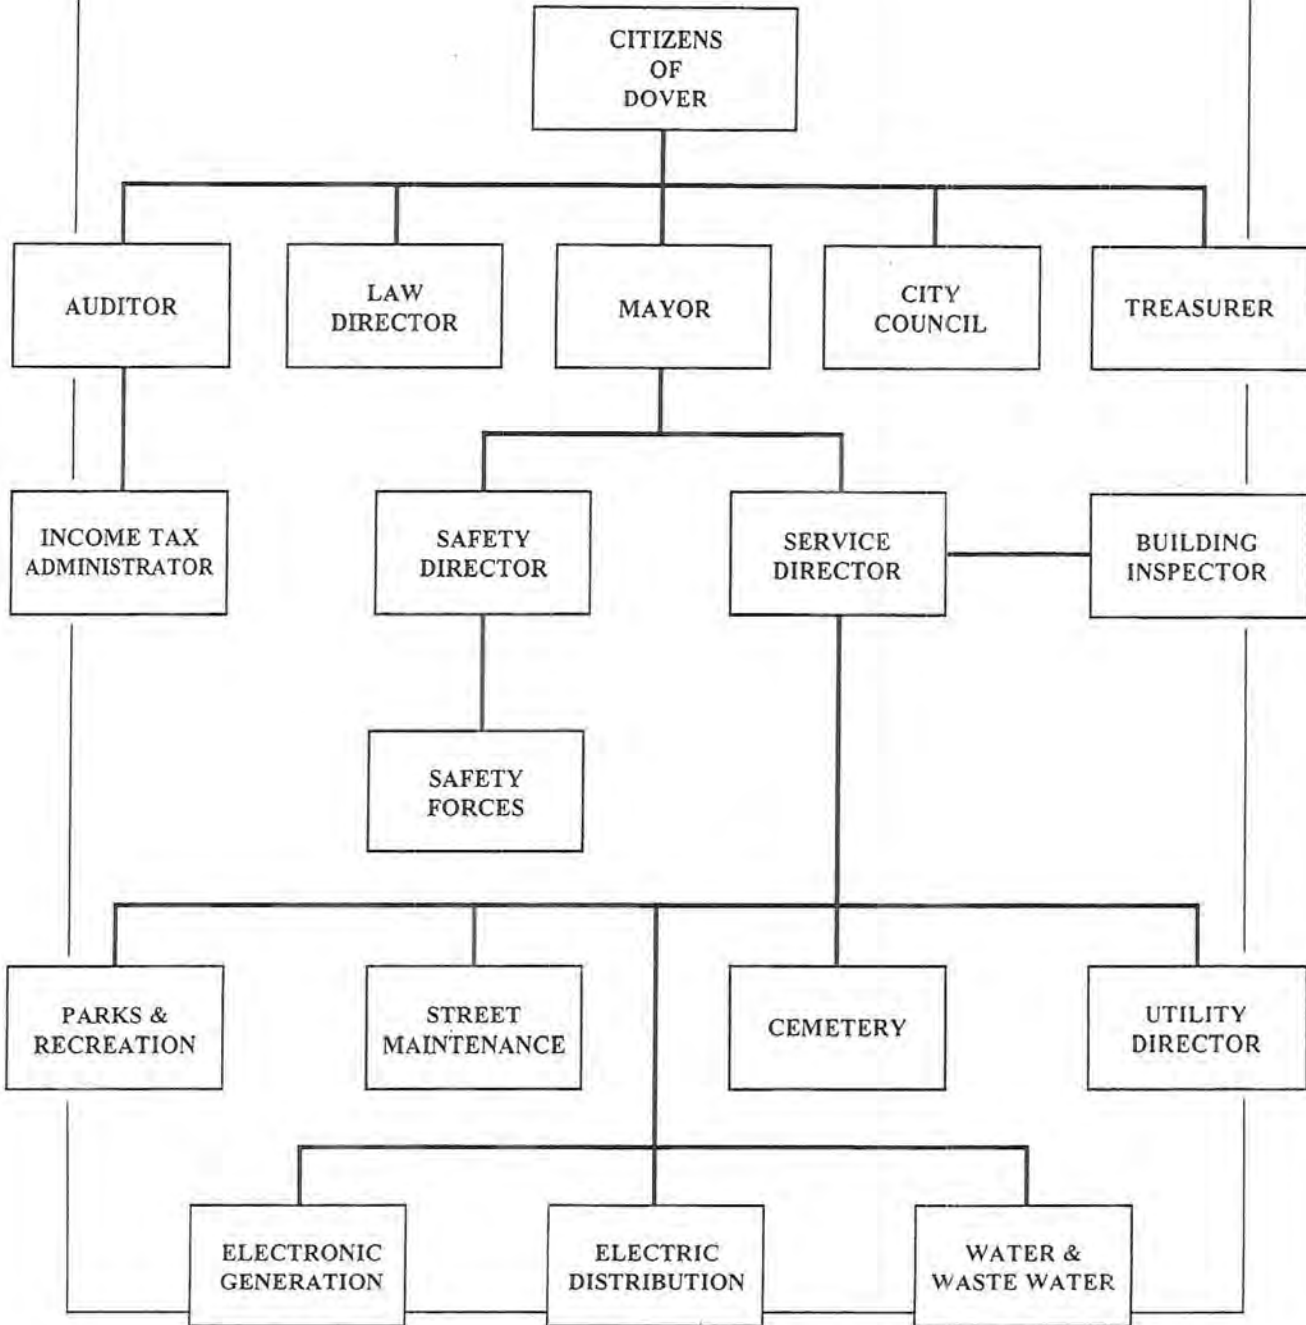 CITIZENS
OF
DOVER
AUDITOR
LAW
DIRECTOR
MAYOR
CITY
COUNCIL
TREASURER
INCOME TAX
ADMINISTRATOR
SAFETY
DIRECTOR
SERVICE
DIRECTOR
BUILDING
INSPECTOR
SAFETY
FORCES
PARKS &
RECREATION
STREET
MAINTENANCE
CEMETERY
UTILITY
DIRECTOR
ELECTRONIC
GENERATION
ELECTRIC
DISTRIBUTION
WATER &
WASTE WATER